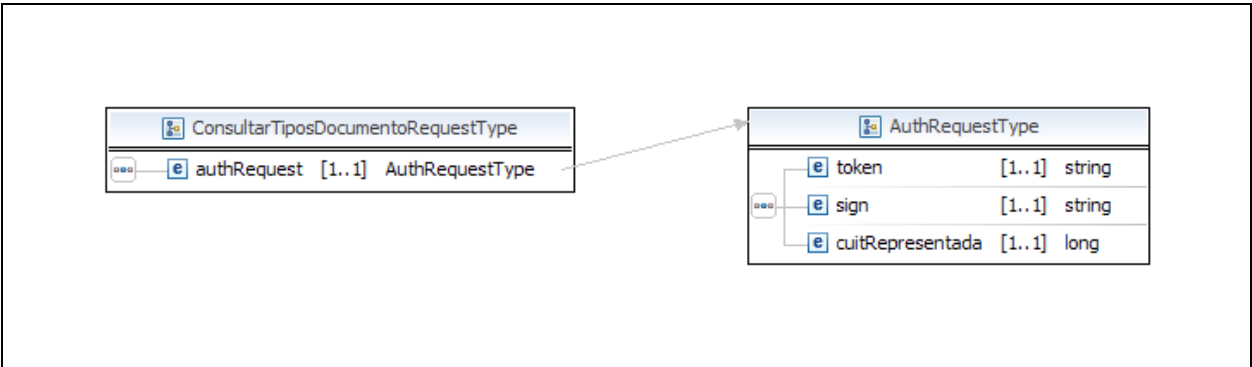 ConsultarTiposDocumentoRequestType
authRequest [1..1] AuthRequestType
AuthRequestType
token [1..1] string
sign [1..1] string
cuitRepresentada [1..1] long